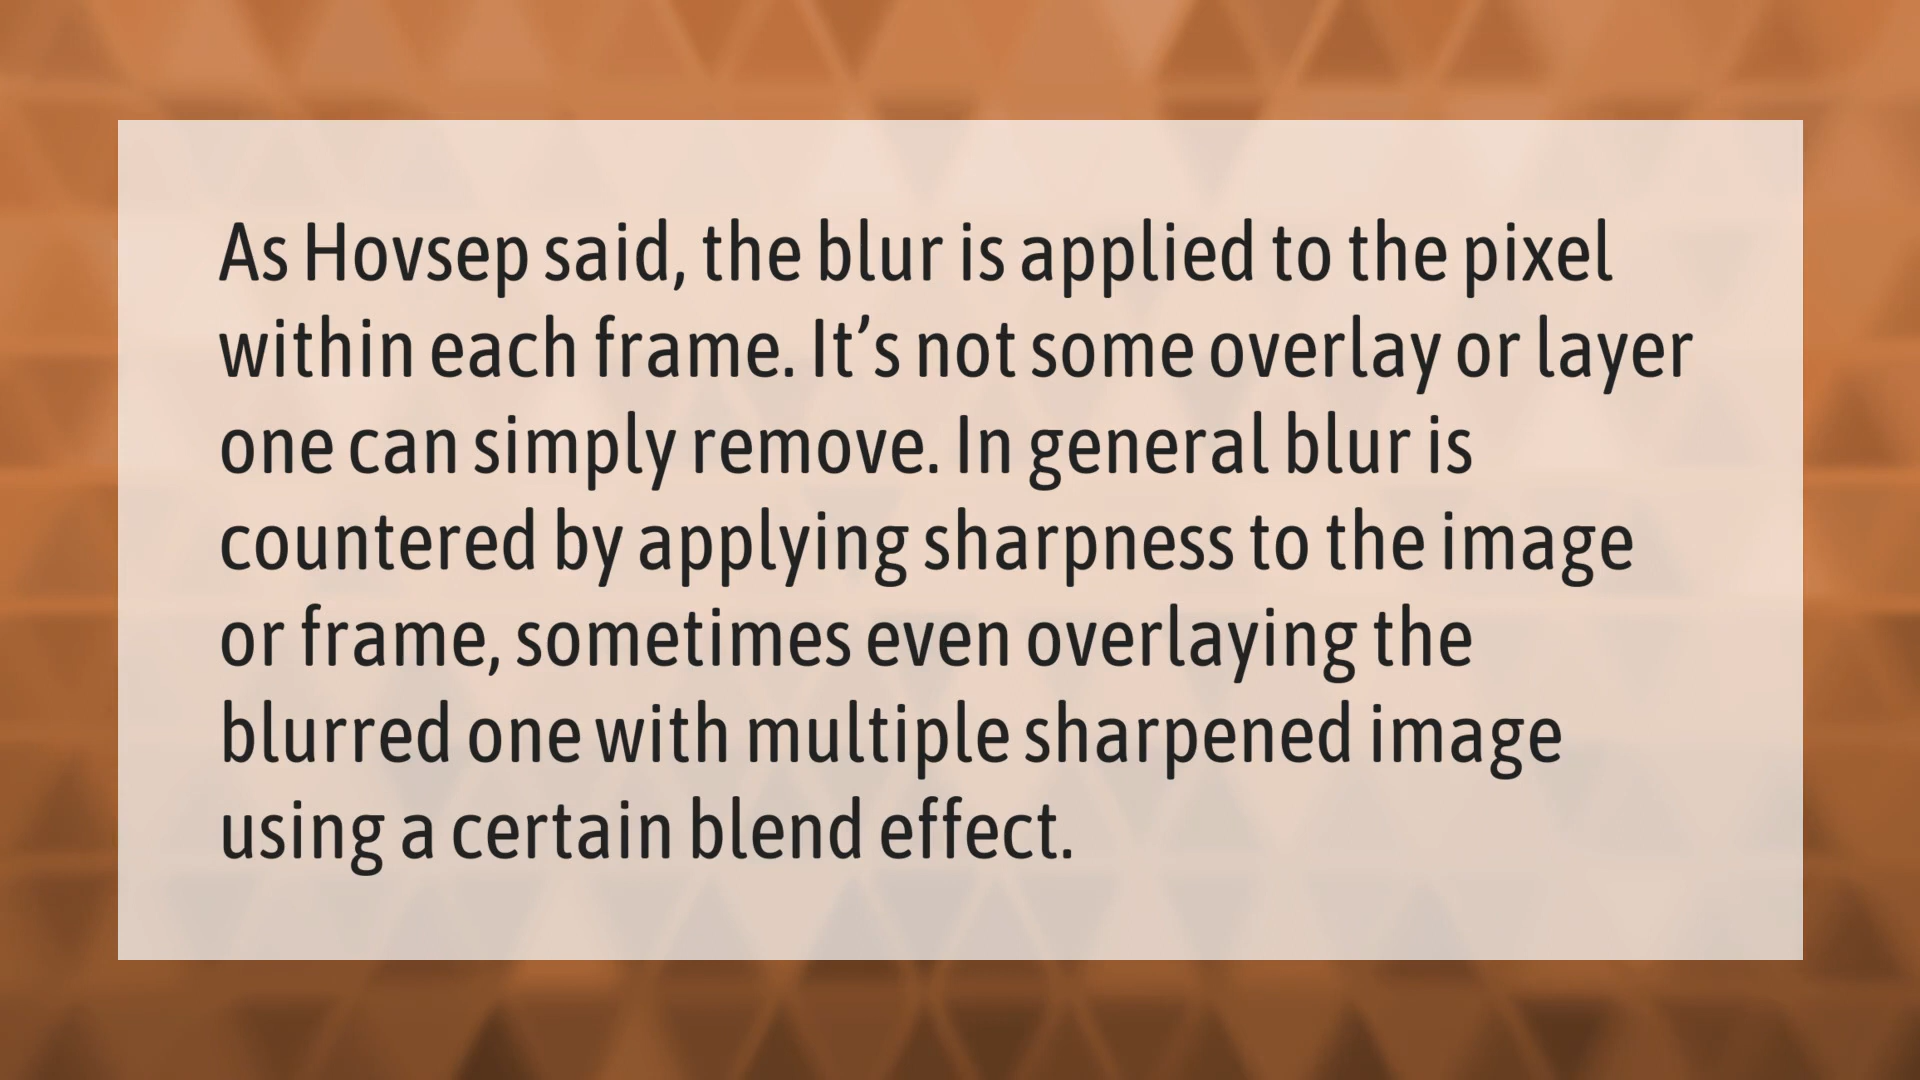 As Hovsep said, the blur is applied to the pixel
within each frame. It’s not some overlay or layer
one can simply remove. In general blur is
countered by applying sharpness to the image
or frame, sometimes even overlaying the
blurred one with multiple sharpened image
using a certain blend effect.